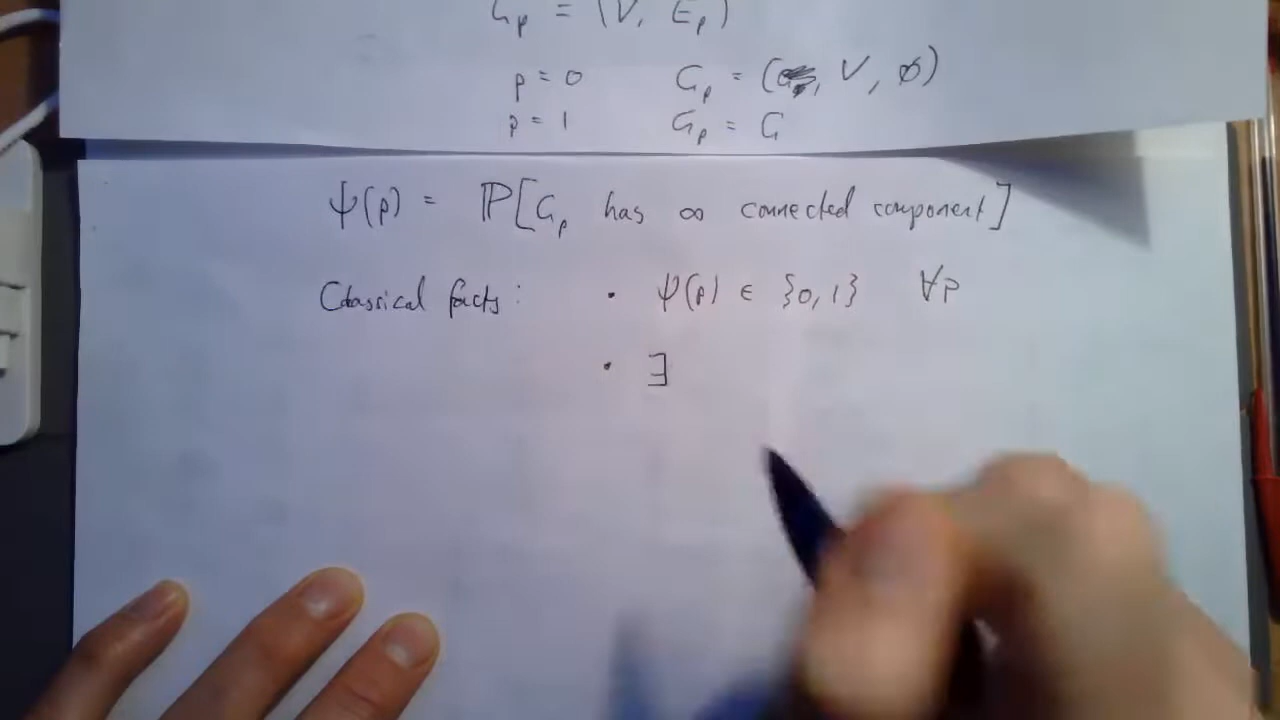 G_p = (V, E_p)
p = 0 G_p = (, V, ∅)
p = 1 G_p = G
ψ(p) = ℙ[G_p has ∞ connected component]
Classical facts: • ψ(p) ∈ {0, 1} ∀p
• ∃